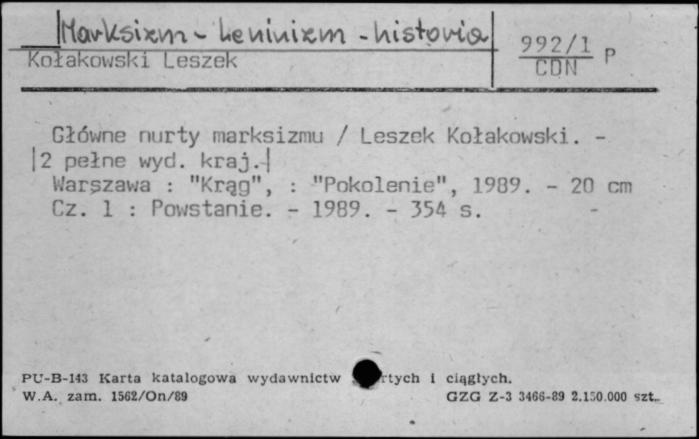 Marksizm - Leninizm - historia
992/1 P
CDN
Kołakowski Leszek
Główne nurty marksizmu / Leszek Kołakowski. -
|2 pełne wyd. kraj.-|
Warszawa : "Krąg", : "Pokolenie", 1989. - 20 cm
Cz. 1 : Powstanie. - 1989. - 354 s. -
PU-B-143 Karta katalogowa wydawnictw rtych i ciągłych.
W.A. zam. 1562/On/89 GZG Z-3 3466-89 2.150.000 szt.